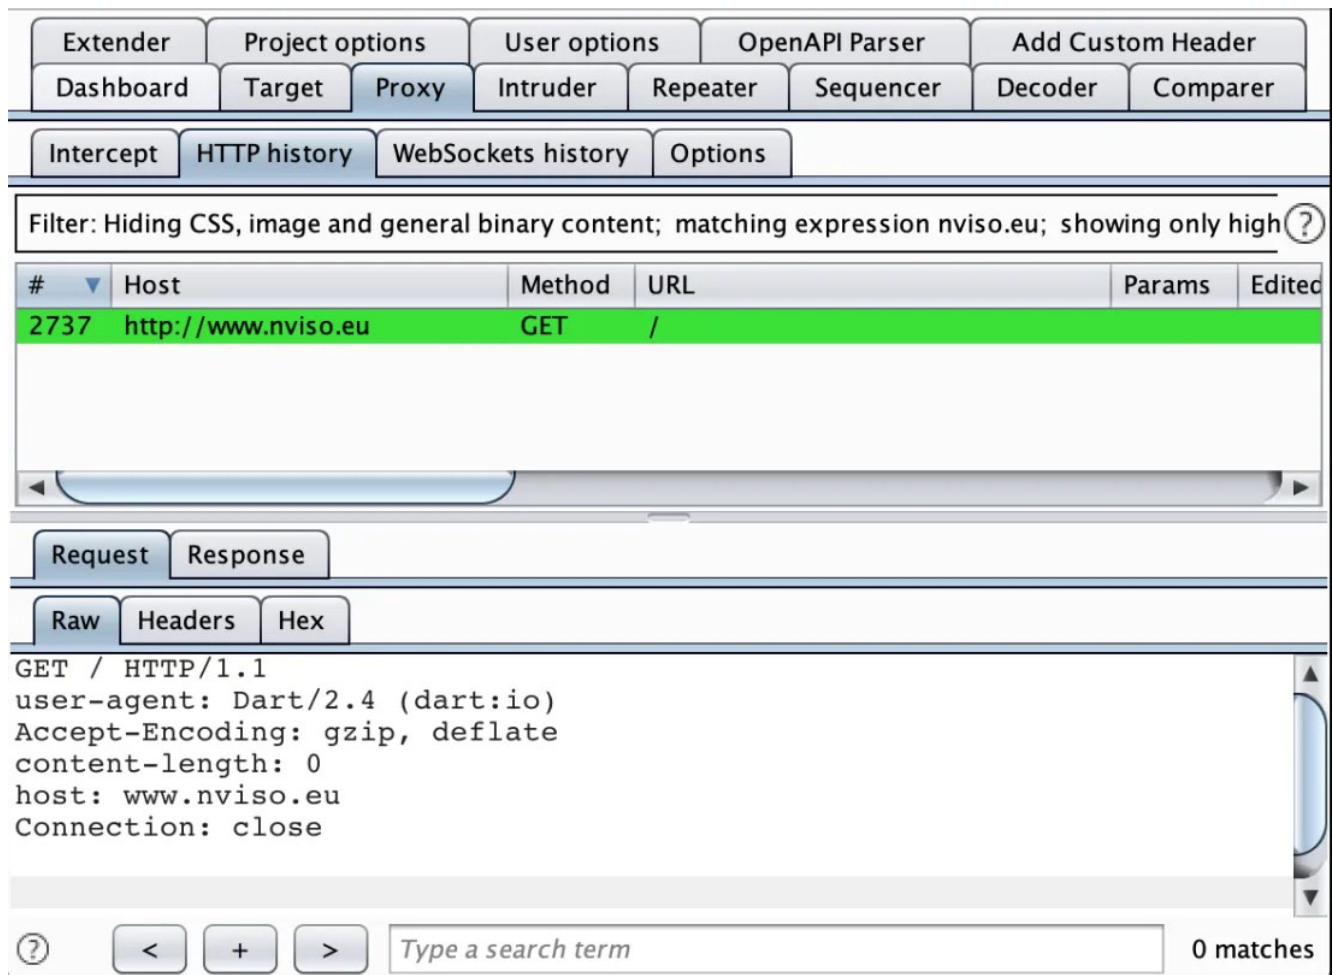 Extender Project options User options OpenAPI Parser Add Custom Header
Dashboard Target Proxy Intruder Repeater Sequencer Decoder Comparer
Intercept HTTP history WebSockets history Options
Filter: Hiding CSS, image and general binary content; matching expression nviso.eu; showing only high ?
# Host Method URL Params Edited
2737 http://www.nviso.eu GET /
Request Response
Raw Headers Hex
GET / HTTP/1.1
user-agent: Dart/2.4 (dart:io)
Accept-Encoding: gzip, deflate
content-length: 0
host: www.nviso.eu
Connection: close
? < + > Type a search term 0 matches